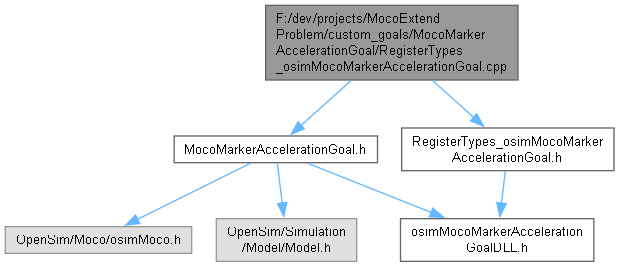 F:/dev/projects/MocoExtend
Problem/custom_goals/MocoMarker
AccelerationGoal/RegisterTypes
_osimMocoMarkerAccelerationGoal.cpp
MocoMarkerAccelerationGoal.h
RegisterTypes_osimMocoMarker
AccelerationGoal.h
OpenSim/Moco/osimMoco.h
OpenSim/Simulation
/Model/Model.h
osimMocoMarkerAcceleration
GoalDLL.h